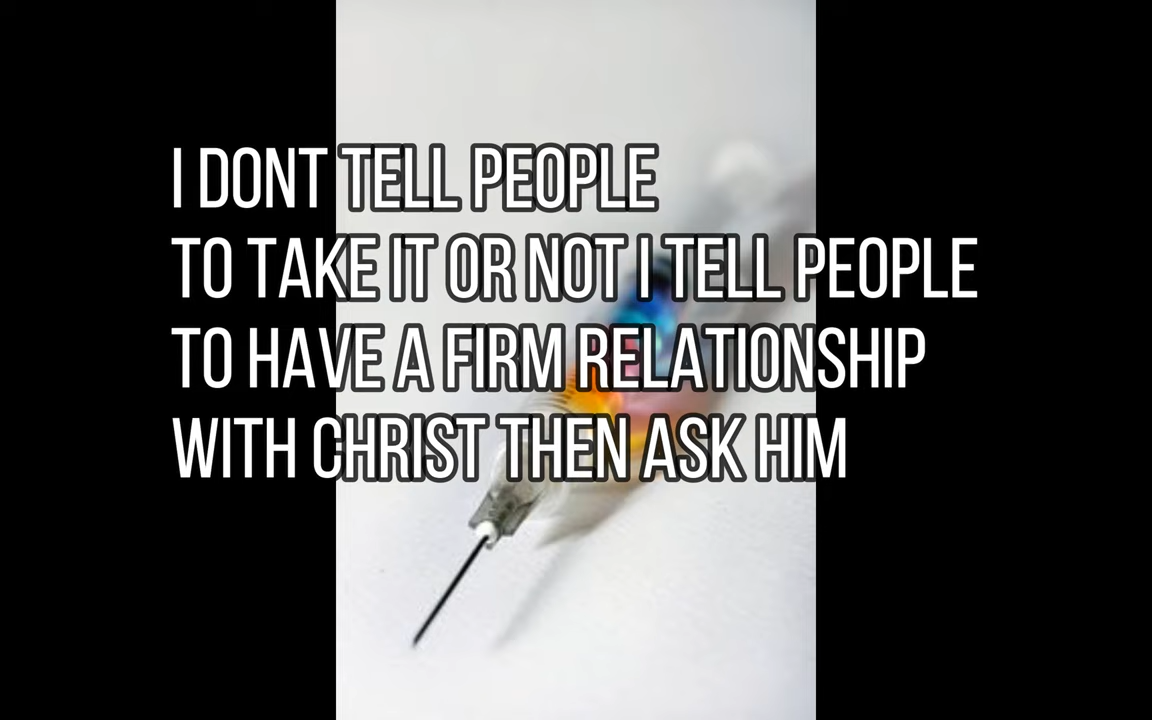 I DONT TELL PEOPLE
TO TAKE IT OR NOT I TELL PEOPLE
TO HAVE A FIRM RELATIONSHIP
WITH CHRIST THEN ASK HIM